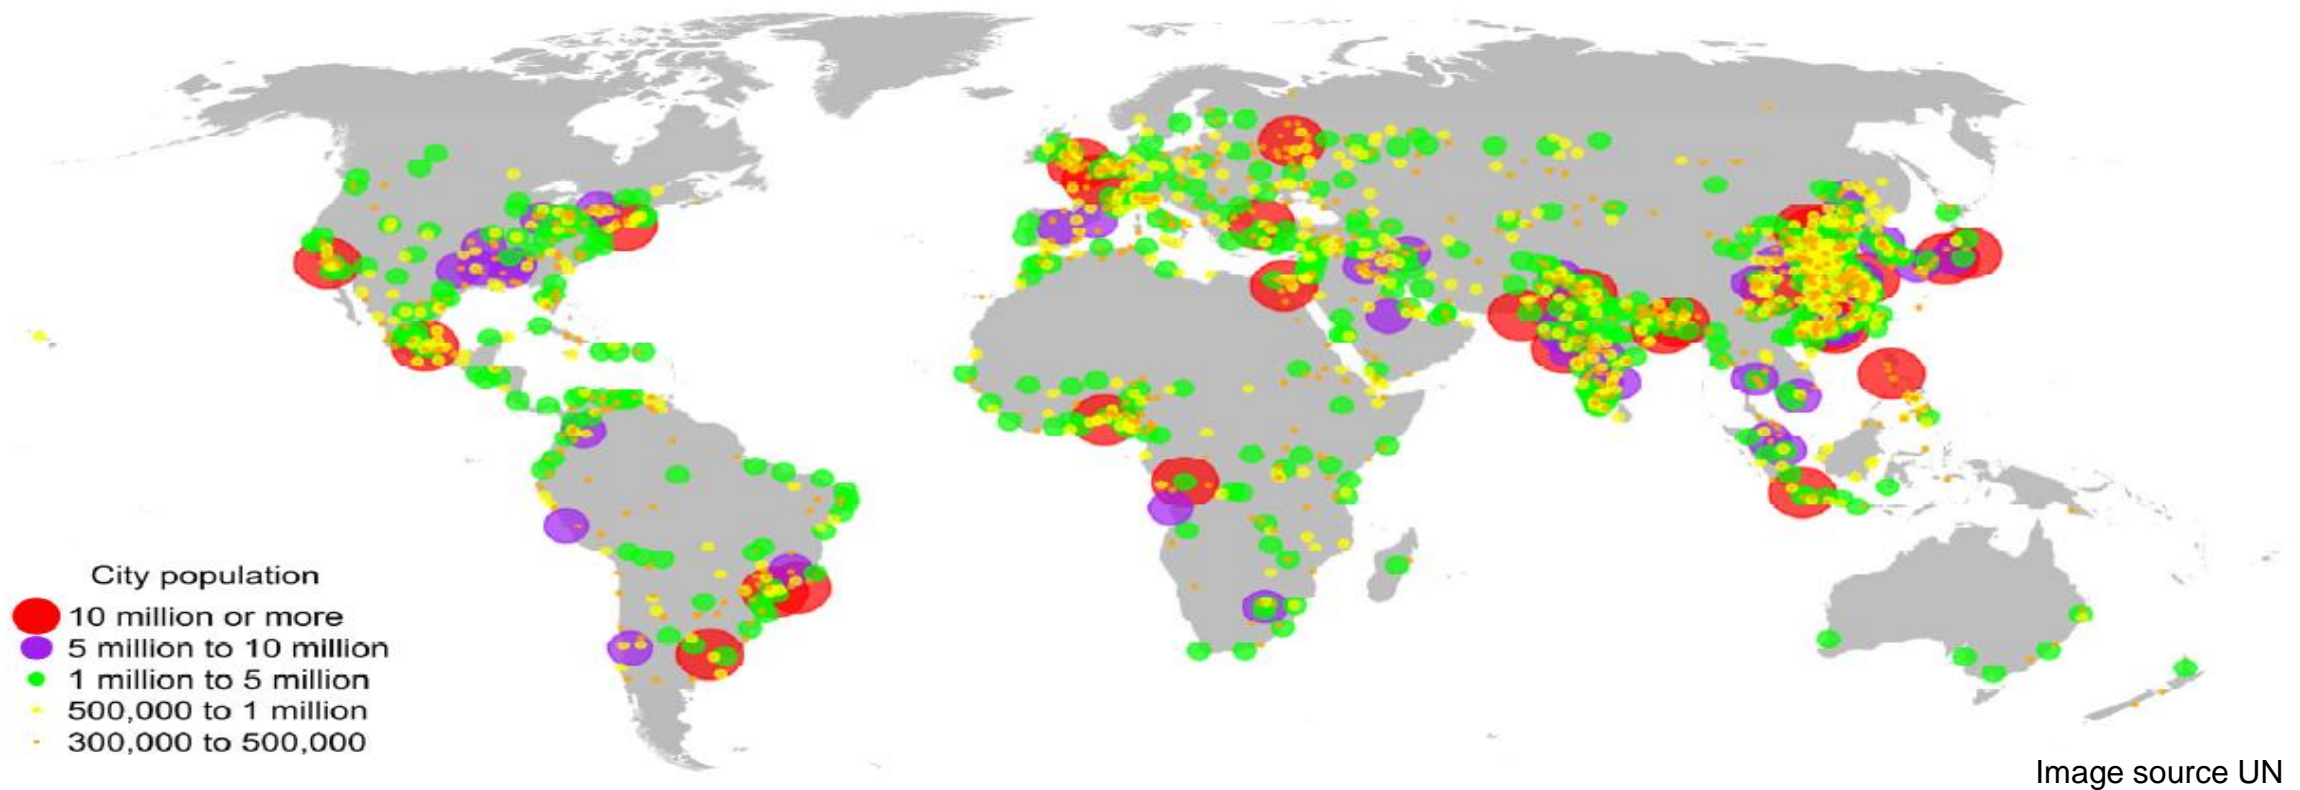 City population
10 million or more
5 million to 10 million
1 million to 5 million
500,000 to 1 million
300,000 to 500,000
Image source UN